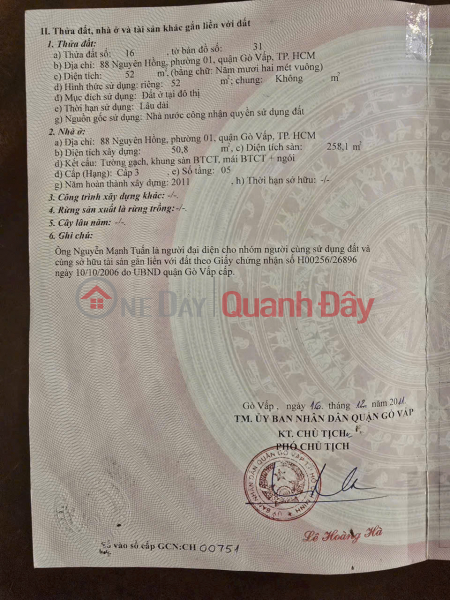 II. Thửa đất, nhà ở và tài sản khác gắn liền với đất
1. Thửa đất:
a) Thửa đất số: 16 , tờ bản đồ số: 31
b) Địa chỉ: 88 Nguyên Hồng, phường 01, quận Gò Vấp, TP. HCM
c) Diện tích: 52 m², (bằng chữ: Năm mươi hai mét vuông)
d) Hình thức sử dụng: riêng: 52 m²; chung: Không m²
đ) Mục đích sử dụng: Đất ở tại đô thị
e) Thời hạn sử dụng: Lâu dài
g) Nguồn gốc sử dụng: Nhà nước công nhận quyền sử dụng đất
2. Nhà ở:
a) Địa chỉ: 88 Nguyên Hồng, phường 01, quận Gò Vấp, TP. HCM
b) Diện tích xây dựng: 50,8 m², c) Diện tích sàn: 258,1 m²
d) Kết cấu: Tường gạch, khung sàn BTCT, mái BTCT + ngói
đ) Cấp (Hạng): Cấp 3 , e) Số tầng: 05
g) Năm hoàn thành xây dựng: 2011 , h) Thời hạn sở hữu: -/-
3. Công trình xây dựng khác: -/-
4. Rừng sản xuất là rừng trồng:-/-
5. Cây lâu năm: -/-
6. Ghi chú:
Ông Nguyễn Mạnh Tuấn là người đại diện cho nhóm người cùng sử dụng đất và
cùng sở hữu tài sản gắn liền với đất theo Giấy chứng nhận số H00256/26896
ngày 10/10/2006 do UBND quận Gò Vấp cấp.
ONE DAY Quanh Đây
Gò Vấp , ngày 16 tháng 12 năm 2011
TM. ỦY BAN NHÂN DÂN QUẬN GÒ VẤP
KT. CHỦ TỊCH
PHÓ CHỦ TỊCH
Lê Hoàng Hà
Số vào sổ cấp GCN:CH 00751